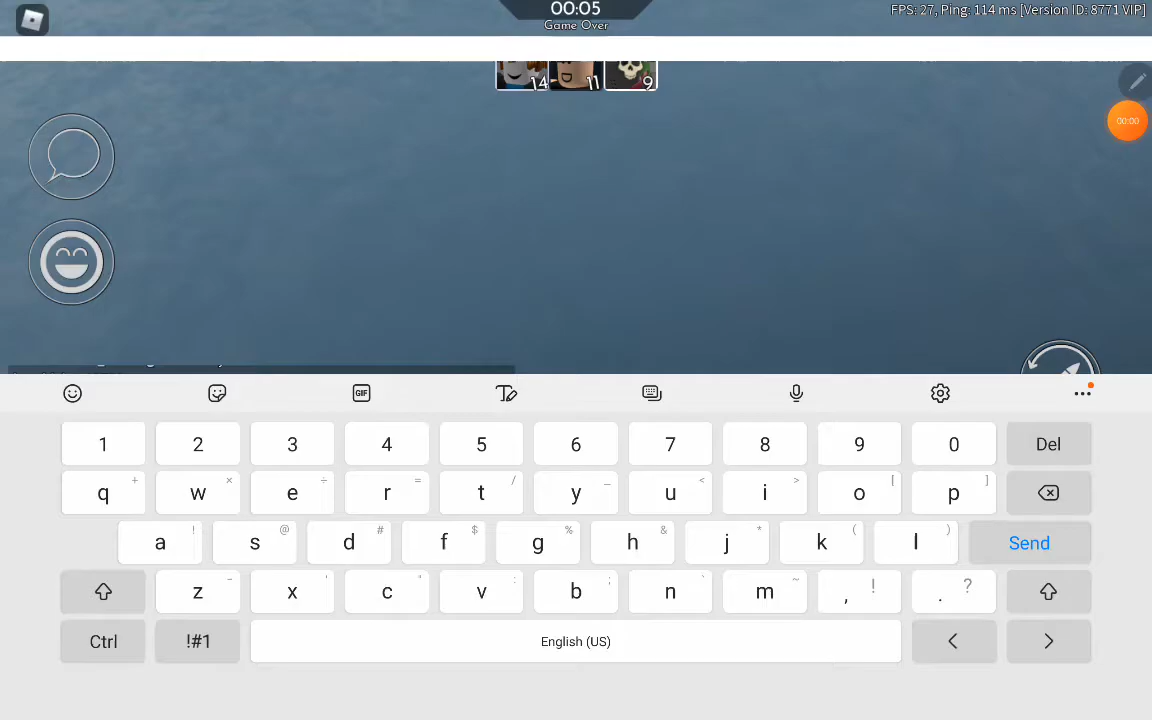 00:05
FPS: 27, Ping: 114 ms [Version ID: 8771 VIP]
Game Over
14 11 9
00:00
GIF
1 2 3 4 5 6 7 8 9 0 Del
q + w × e ÷ r = t / y _ u < i > o [ p ]
a ! s @ d # f $ g % h & j * k ( l ) Send
z - x ' c " v : b ; n ` m ~ , ! . ?
Ctrl !#1 English (US) < >